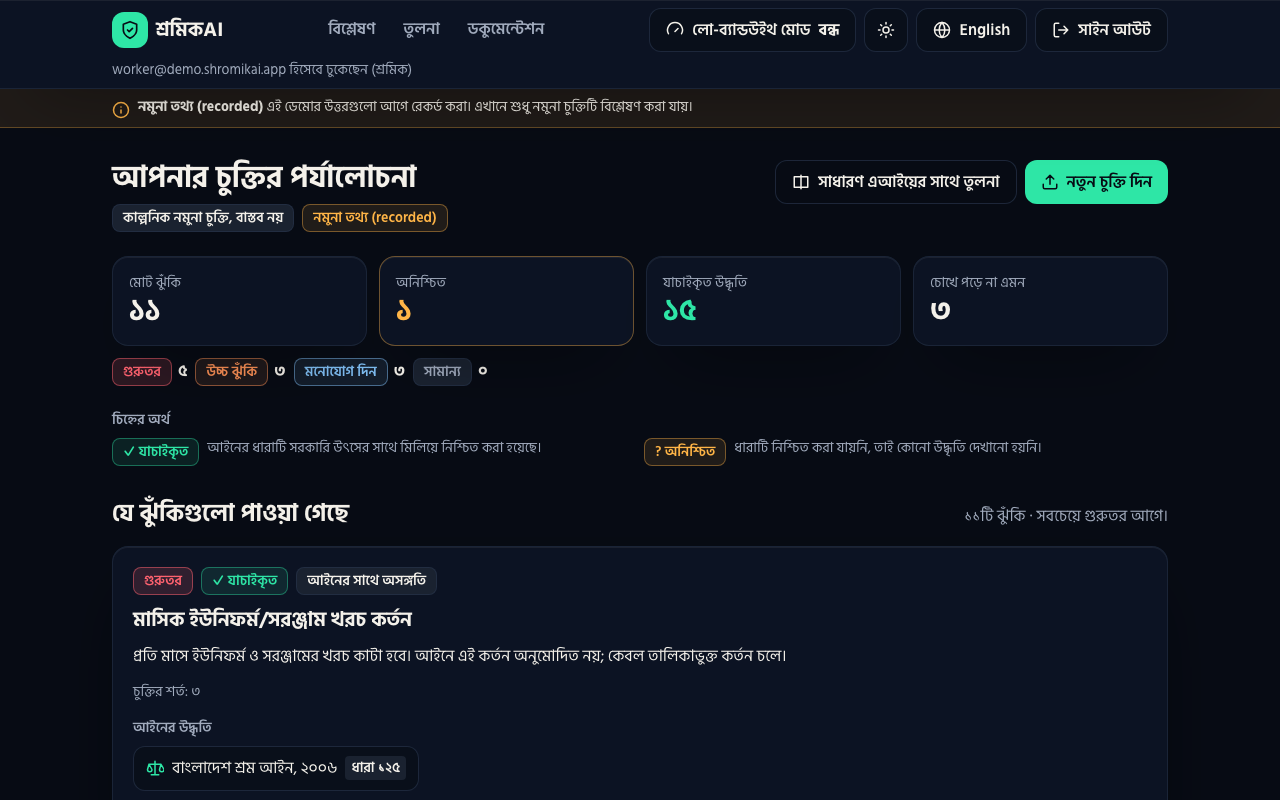 শ্রমিকAI
বিশ্লেষণ
তুলনা
ডকুমেন্টেশন
লো-ব্যান্ডউইথ মোড বন্ধ
English
সাইন আউট
worker@demo.shromikai.app হিসেবে ঢুকেছেন (শ্রমিক)
নমুনা তথ্য (recorded) এই ডেমোর উত্তরগুলো আগে রেকর্ড করা। এখানে শুধু নমুনা চুক্তিটি বিশ্লেষণ করা যায়।
আপনার চুক্তির পর্যালোচনা
সাধারণ এআইয়ের সাথে তুলনা
নতুন চুক্তি দিন
কাল্পনিক নমুনা চুক্তি, বাস্তব নয়
নমুনা তথ্য (recorded)
মোট ঝুঁকি
১১
অনিশ্চিত
১
যাচাইকৃত উদ্ধৃতি
১৫
চোখে পড়ে না এমন
৩
গুরুতর ৫ উচ্চ ঝুঁকি ৩ মনোযোগ দিন ৩ সামান্য ০
চিহ্নের অর্থ
✓ যাচাইকৃত আইনের ধারাটি সরকারি উৎসের সাথে মিলিয়ে নিশ্চিত করা হয়েছে।
? অনিশ্চিত ধারাটি নিশ্চিত করা যায়নি, তাই কোনো উদ্ধৃতি দেখানো হয়নি।
যে ঝুঁকিগুলো পাওয়া গেছে
১১টি ঝুঁকি · সবচেয়ে গুরুতর আগে।
গুরুতর ✓ যাচাইকৃত আইনের সাথে অসঙ্গতি
মাসিক ইউনিফর্ম/সরঞ্জাম খরচ কর্তন
প্রতি মাসে ইউনিফর্ম ও সরঞ্জামের খরচ কাটা হবে। আইনে এই কর্তন অনুমোদিত নয়; কেবল তালিকাভুক্ত কর্তন চলে।
চুক্তির শর্ত: ৩
আইনের উদ্ধৃতি
বাংলাদেশ শ্রম আইন, ২০০৬ ধারা ১২৫